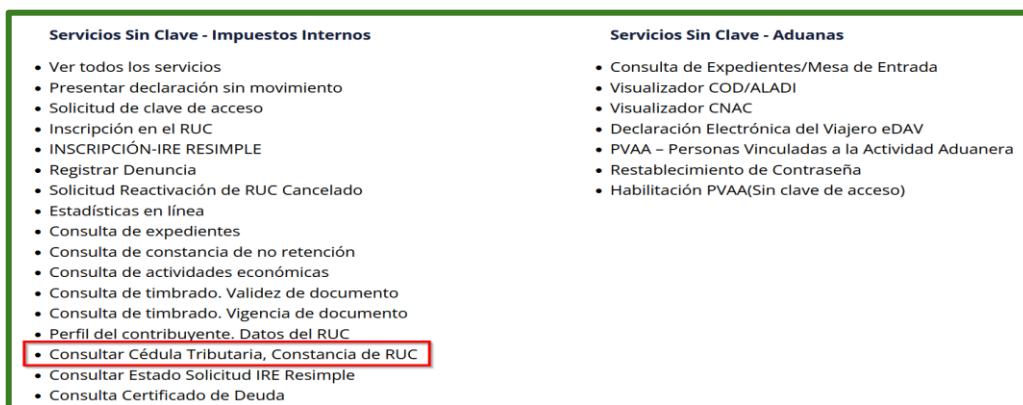 Servicios Sin Clave - Impuestos Internos
• Ver todos los servicios
• Presentar declaración sin movimiento
• Solicitud de clave de acceso
• Inscripción en el RUC
• INSCRIPCIÓN-IRE RESIMPLE
• Registrar Denuncia
• Solicitud Reactivación de RUC Cancelado
• Estadísticas en línea
• Consulta de expedientes
• Consulta de constancia de no retención
• Consulta de actividades económicas
• Consulta de timbrado. Validez de documento
• Consulta de timbrado. Vigencia de documento
• Perfil del contribuyente. Datos del RUC
• Consultar Cédula Tributaria, Constancia de RUC
• Consultar Estado Solicitud IRE Resimple
• Consulta Certificado de Deuda
Servicios Sin Clave - Aduanas
• Consulta de Expedientes/Mesa de Entrada
• Visualizador COD/ALADI
• Visualizador CNAC
• Declaración Electrónica del Viajero eDAV
• PVAA – Personas Vinculadas a la Actividad Aduanera
• Restablecimiento de Contraseña
• Habilitación PVAA(Sin clave de acceso)